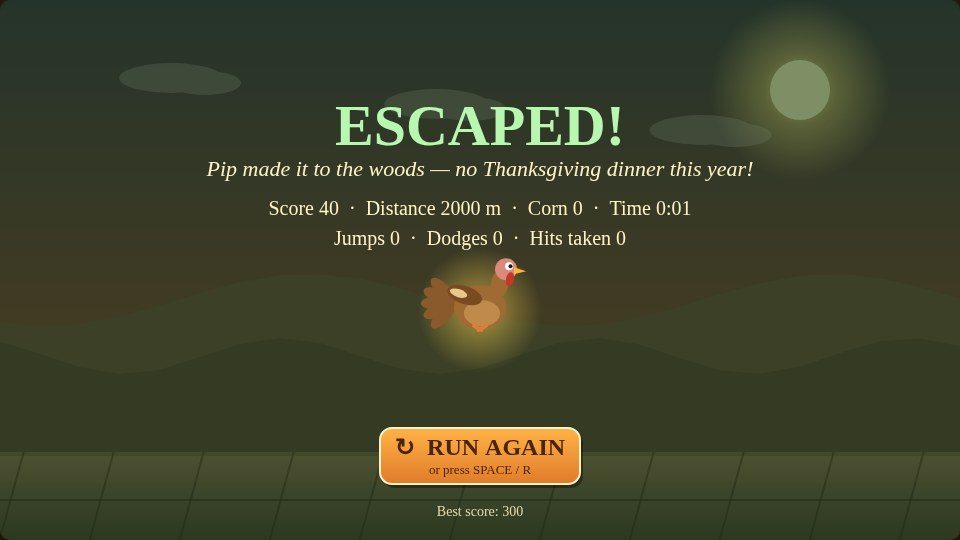 ESCAPED!
Pip made it to the woods — no Thanksgiving dinner this year!
Score 40 · Distance 2000 m · Corn 0 · Time 0:01
Jumps 0 · Dodges 0 · Hits taken 0
↻ RUN AGAIN
or press SPACE / R
Best score: 300